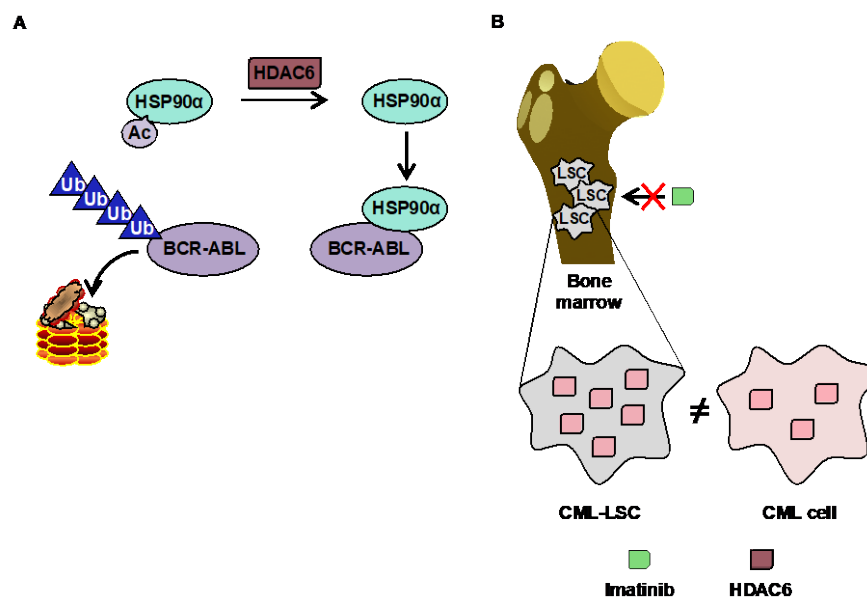 A
HDAC6
HSP90α
HSP90α
Ac
Ub
Ub
Ub
Ub
HSP90α
BCR-ABL
BCR-ABL
B
LSC
LSC
LSC
Bone
marrow
≠
CML-LSC
CML cell
Imatinib
HDAC6